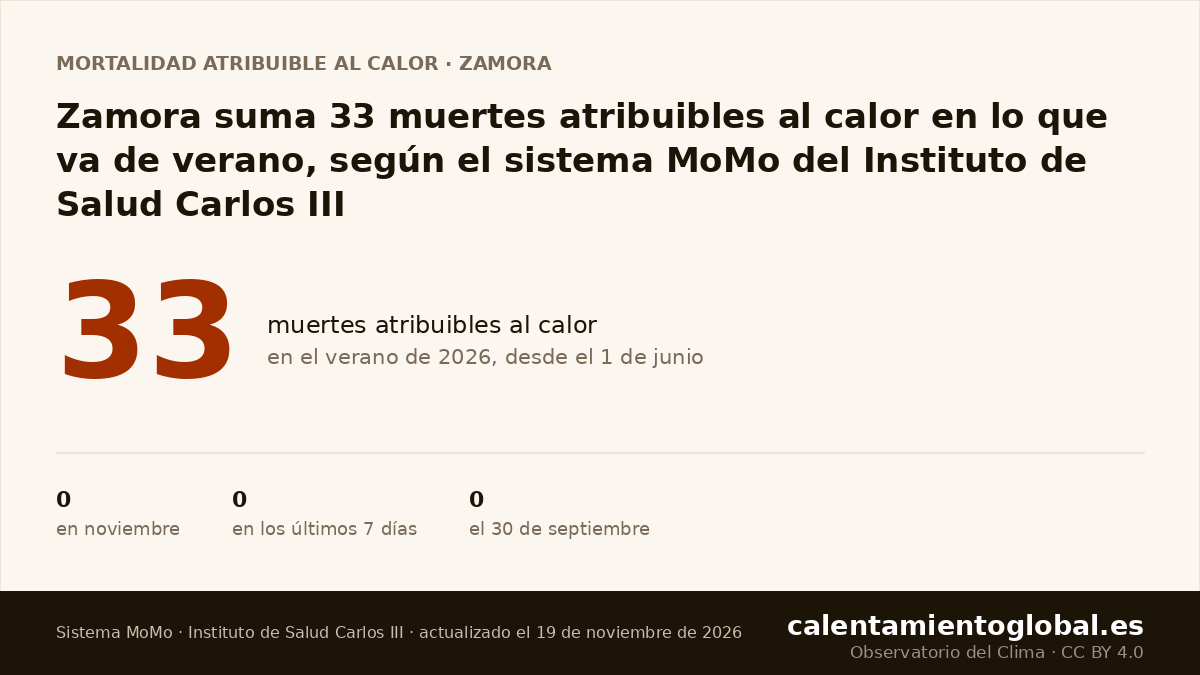 MORTALIDAD ATRIBUIBLE AL CALOR · ZAMORA
Zamora suma 33 muertes atribuibles al calor en lo que
va de verano, según el sistema MoMo del Instituto de
Salud Carlos III
33
muertes atribuibles al calor
en el verano de 2026, desde el 1 de junio
0
en noviembre
0
en los últimos 7 días
0
el 30 de septiembre
Sistema MoMo · Instituto de Salud Carlos III · actualizado el 19 de noviembre de 2026
calentamientoglobal.es
Observatorio del Clima · CC BY 4.0